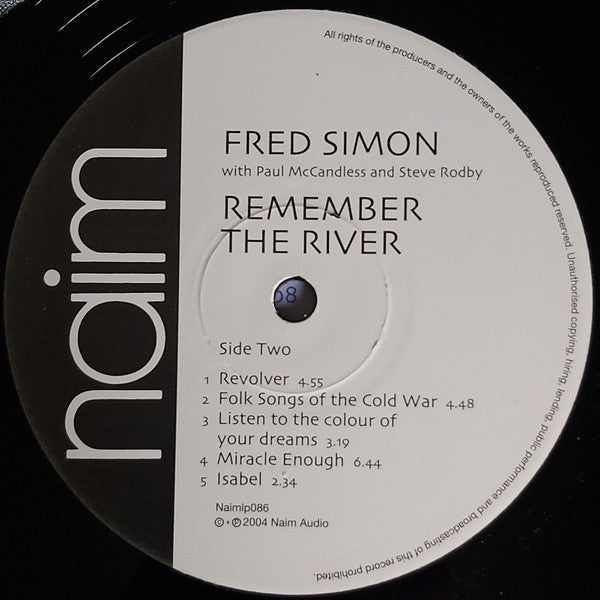 naim
FRED SIMON
with Paul McCandless and Steve Rodby
REMEMBER
THE RIVER
Side Two
1 Revolver 4.55
2 Folk Songs of the Cold War 4.48
3 Listen to the colour of
your dreams 3.19
4 Miracle Enough 6.44
5 Isabel 2.34
Naimlp086
© + ℗ 2004 Naim Audio
All rights of the producers and the owners of the works reproduced reserved. Unauthorised copying, hiring, lending, public performance and broadcasting of this record prohibited.